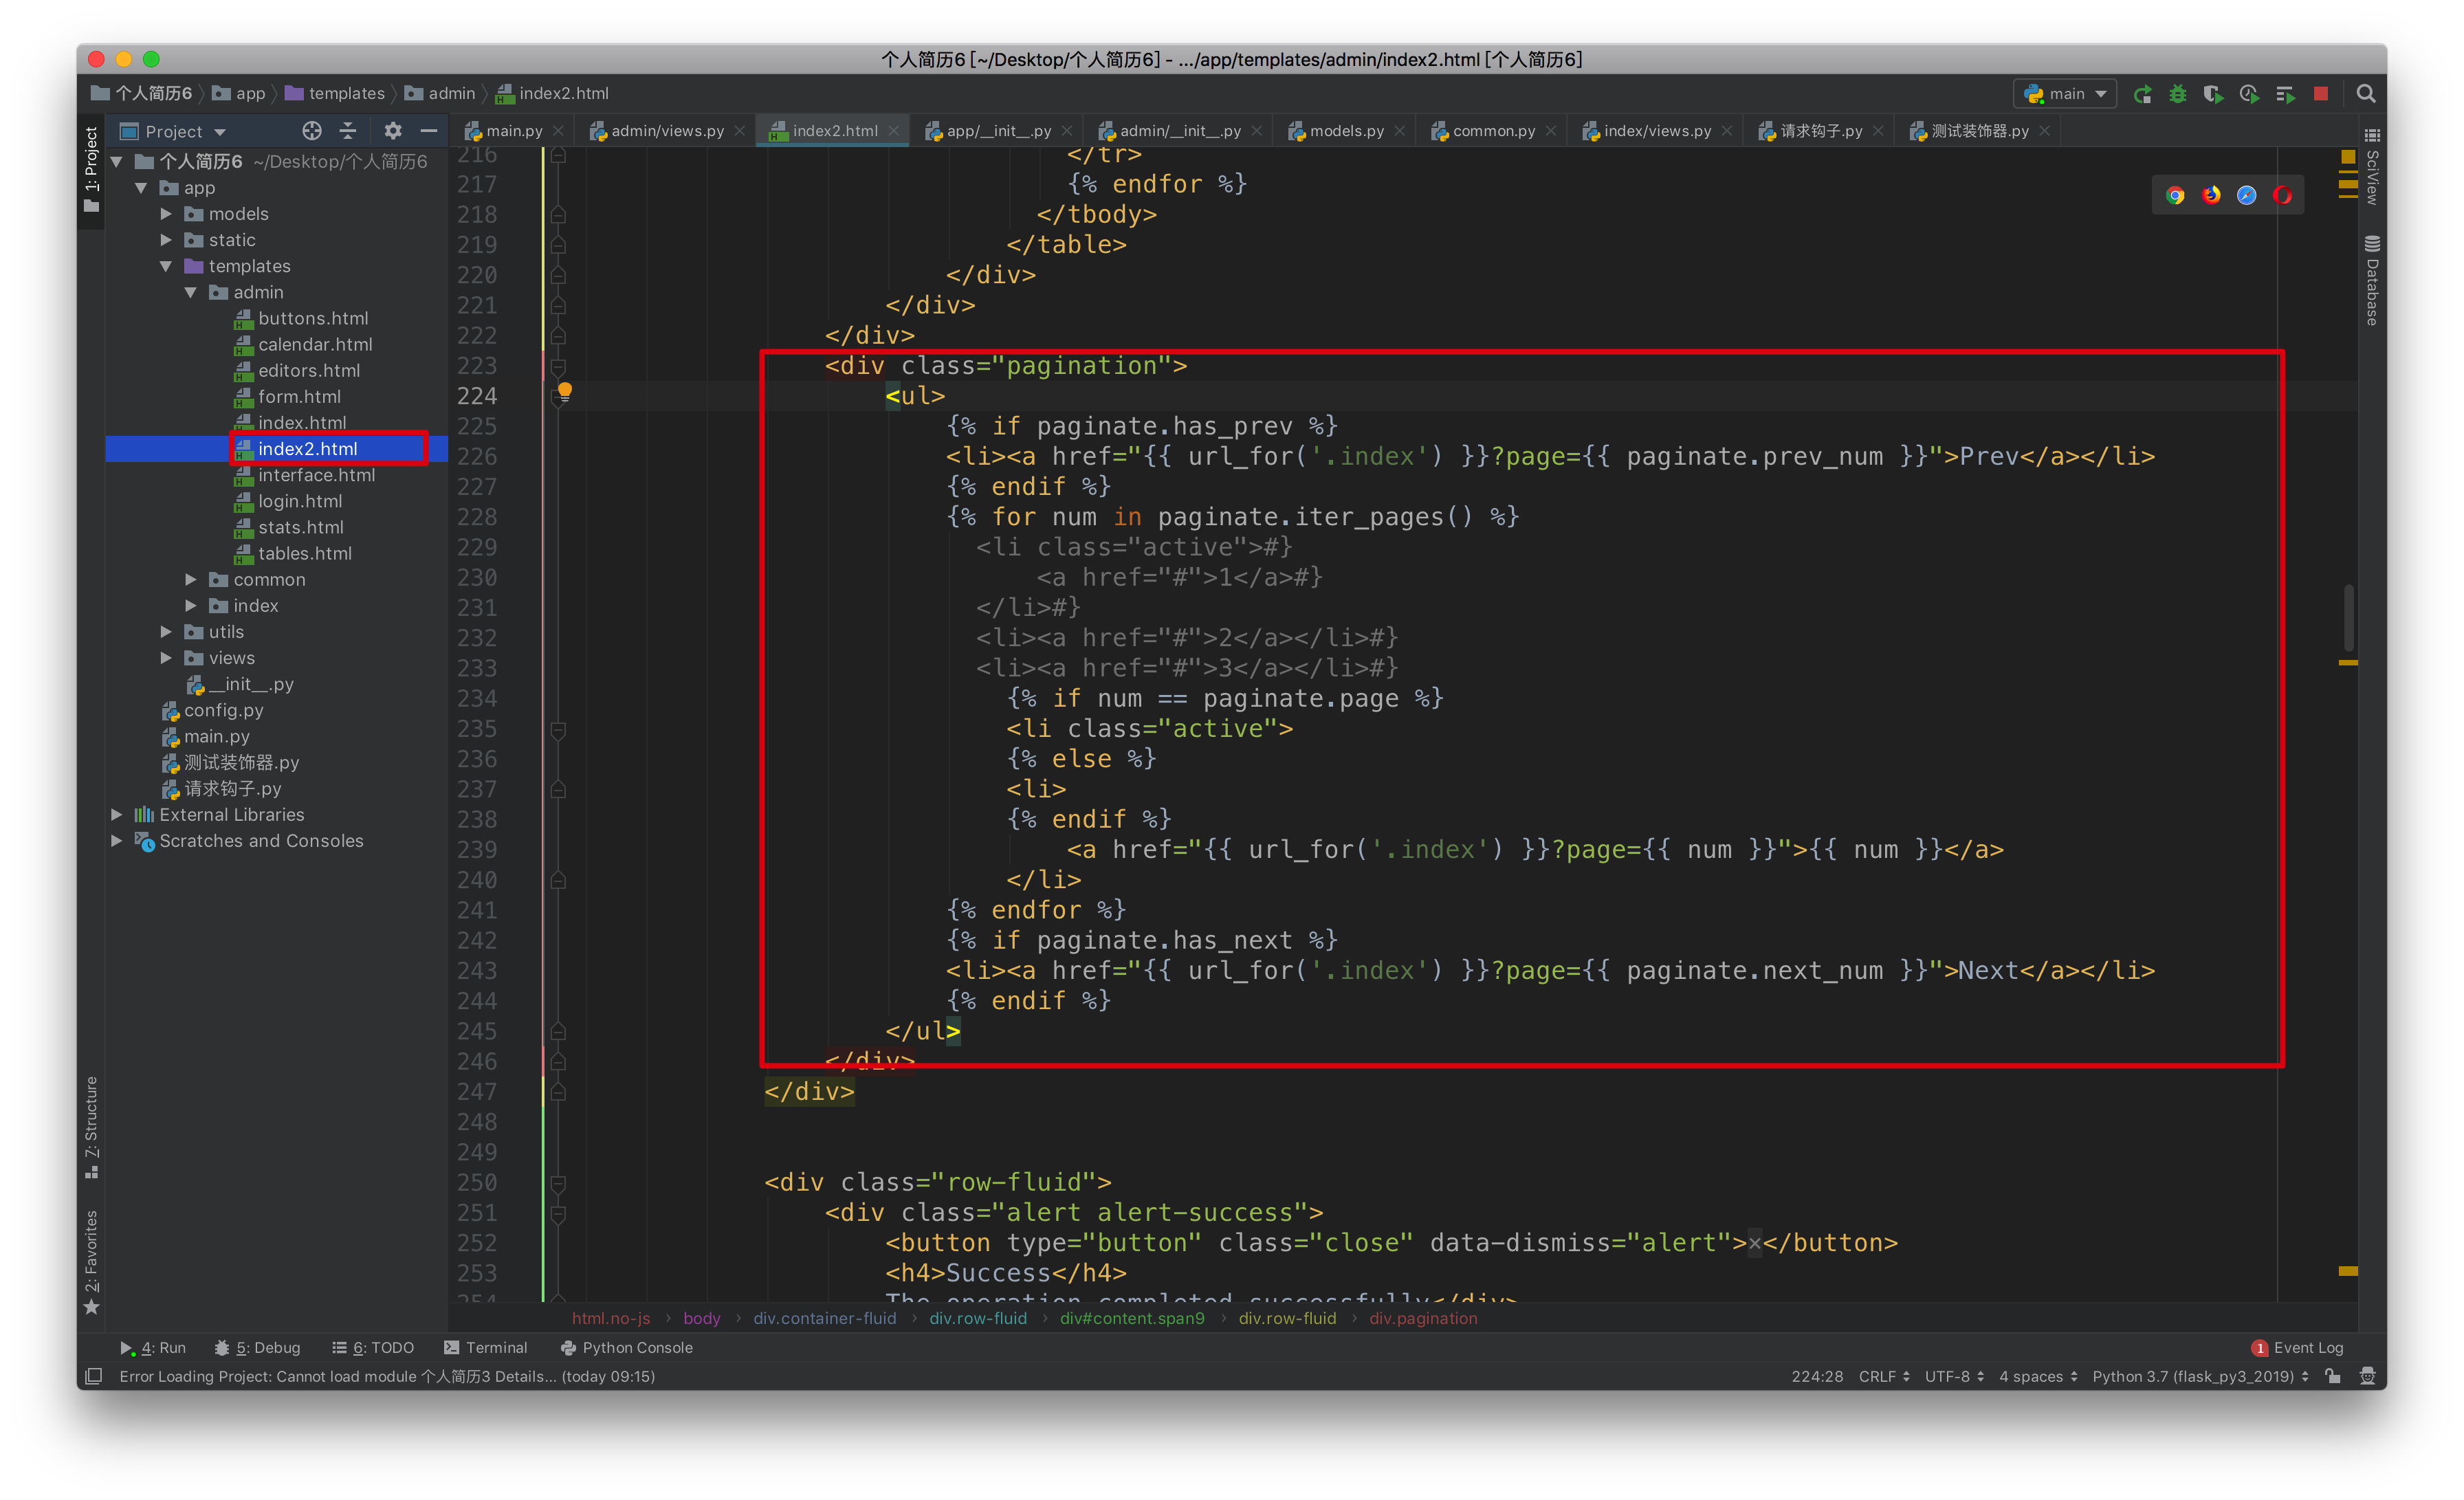 个人简历6 [~/Desktop/个人简历6] - .../app/templates/admin/index2.html [个人简历6]
个人简历6 app templates admin index2.html
main
Project
main.py admin/views.py index2.html app/__init__.py admin/__init__.py models.py common.py index/views.py 请求钩子.py 测试装饰器.py
1: Project
7: Structure
2: Favorites
SciView
Database
个人简历6 ~/Desktop/个人简历6
app
models
static
templates
admin
buttons.html
calendar.html
editors.html
form.html
index.html
index2.html
interface.html
login.html
stats.html
tables.html
common
index
utils
views
__init__.py
config.py
main.py
测试装饰器.py
请求钩子.py
External Libraries
Scratches and Consoles
216 </tr>
217 {% endfor %}
218 </tbody>
219 </table>
220 </div>
221 </div>
222 </div>
223 <div class="pagination">
224 <ul>
225 {% if paginate.has_prev %}
226 <li><a href="{{ url_for('.index') }}?page={{ paginate.prev_num }}">Prev</a></li>
227 {% endif %}
228 {% for num in paginate.iter_pages() %}
229 <li class="active">#}
230 <a href="#">1</a>#}
231 </li>#}
232 <li><a href="#">2</a></li>#}
233 <li><a href="#">3</a></li>#}
234 {% if num == paginate.page %}
235 <li class="active">
236 {% else %}
237 <li>
238 {% endif %}
239 <a href="{{ url_for('.index') }}?page={{ num }}">{{ num }}</a>
240 </li>
241 {% endfor %}
242 {% if paginate.has_next %}
243 <li><a href="{{ url_for('.index') }}?page={{ paginate.next_num }}">Next</a></li>
244 {% endif %}
245 </ul>
246 </div>
247 </div>
248
249
250 <div class="row-fluid">
251 <div class="alert alert-success">
252 <button type="button" class="close" data-dismiss="alert">×</button>
253 <h4>Success</h4>
254 The operation completed successfully</div>
html.no-js › body › div.container-fluid › div.row-fluid › div#content.span9 › div.row-fluid › div.pagination
4: Run 5: Debug 6: TODO Terminal Python Console 1 Event Log
Error Loading Project: Cannot load module 个人简历3 Details... (today 09:15) 224:28 CRLF UTF-8 4 spaces Python 3.7 (flask_py3_2019)